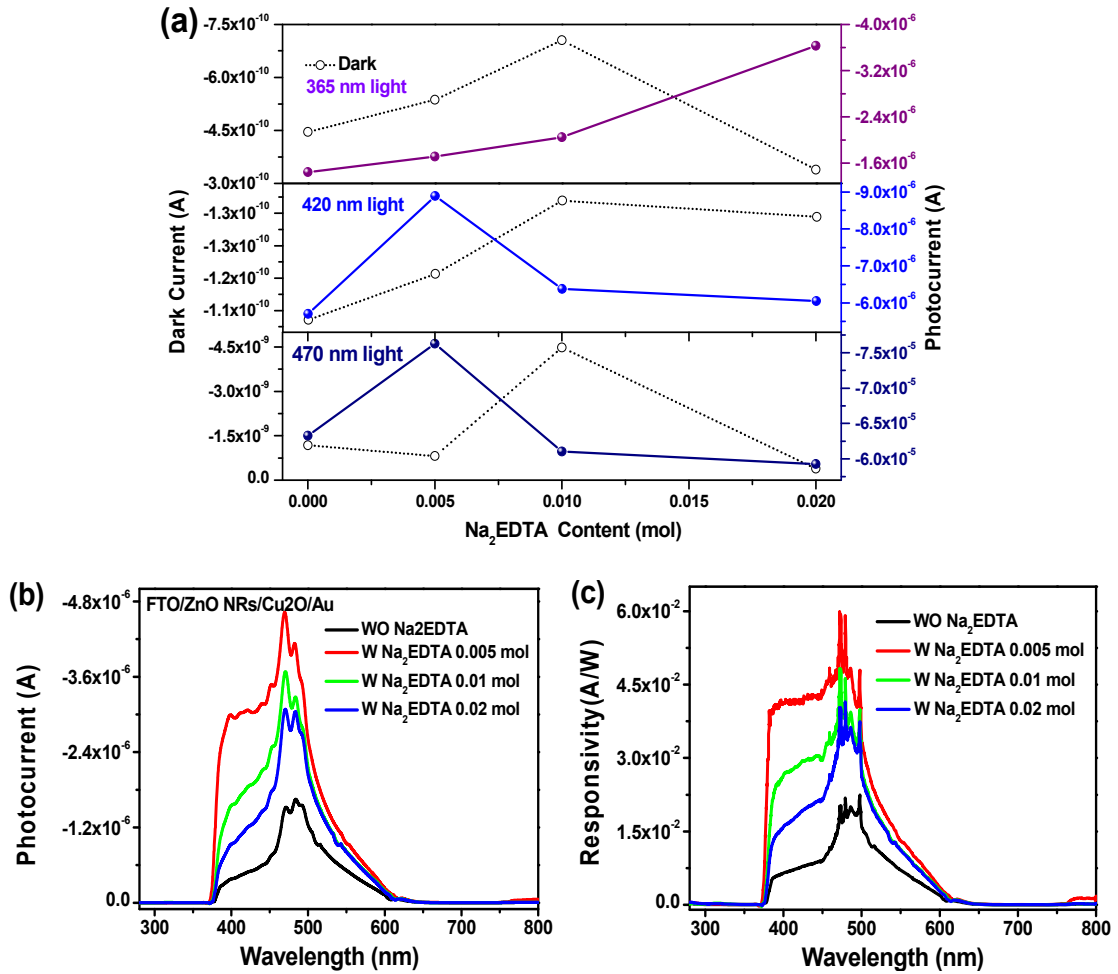 (a)
-7.5x10⁻¹⁰
-6.0x10⁻¹⁰
-4.5x10⁻¹⁰
-3.0x10⁻¹⁰
Dark
365 nm light
-4.0x10⁻⁶
-3.2x10⁻⁶
-2.4x10⁻⁶
-1.6x10⁻⁶
-1.3x10⁻¹⁰
-1.3x10⁻¹⁰
-1.2x10⁻¹⁰
-1.1x10⁻¹⁰
420 nm light
-9.0x10⁻⁶
-8.0x10⁻⁶
-7.0x10⁻⁶
-6.0x10⁻⁶
Dark Current (A)
Photocurrent (A)
-4.5x10⁻⁹
-3.0x10⁻⁹
-1.5x10⁻⁹
0.0
470 nm light
-7.5x10⁻⁵
-7.0x10⁻⁵
-6.5x10⁻⁵
-6.0x10⁻⁵
0.000 0.005 0.010 0.015 0.020
Na₂EDTA Content (mol)
(b)
-4.8x10⁻⁶
-3.6x10⁻⁶
-2.4x10⁻⁶
-1.2x10⁻⁶
0.0
Photocurrent (A)
FTO/ZnO NRs/Cu2O/Au
WO Na2EDTA
W Na₂EDTA 0.005 mol
W Na₂EDTA 0.01 mol
W Na₂EDTA 0.02 mol
300 400 500 600 700 800
Wavelength (nm)
(c)
6.0x10⁻²
4.5x10⁻²
3.0x10⁻²
1.5x10⁻²
0.0
Responsivity(A/W)
WO Na₂EDTA
W Na₂EDTA 0.005 mol
W Na₂EDTA 0.01 mol
W Na₂EDTA 0.02 mol
300 400 500 600 700 800
Wavelength (nm)